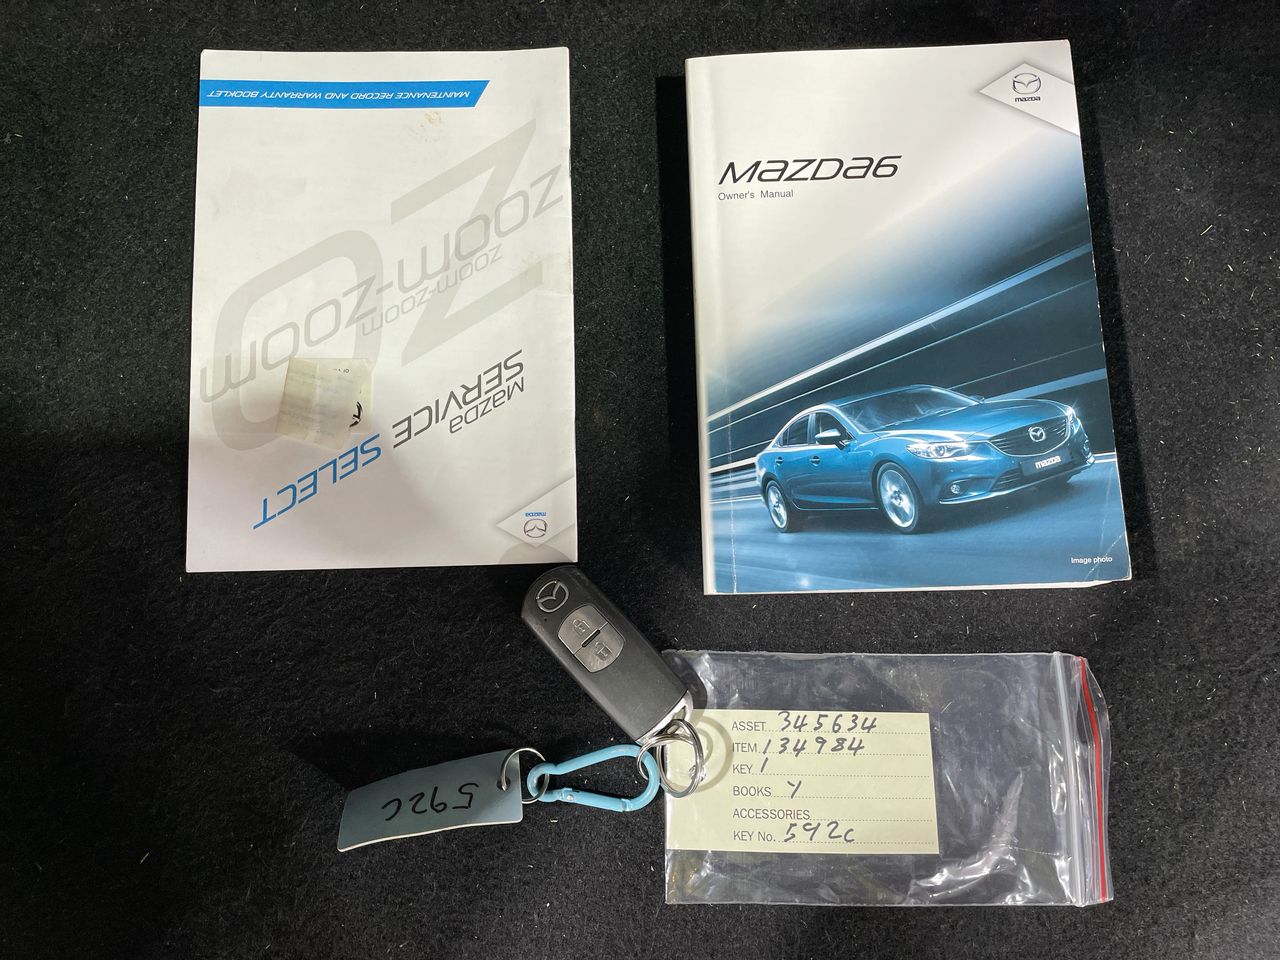 MAINTENANCE RECORD AND WARRANTY BOOKLET
zoom-zoom
zoom-zoom
mazda
SERVICE SELECT
mazda
mazda
MAZDA6
Owner's Manual
mazda
Image photo
592C
ASSET 345634
ITEM 134984
KEY 1
BOOKS Y
ACCESSORIES
KEY No. 592c